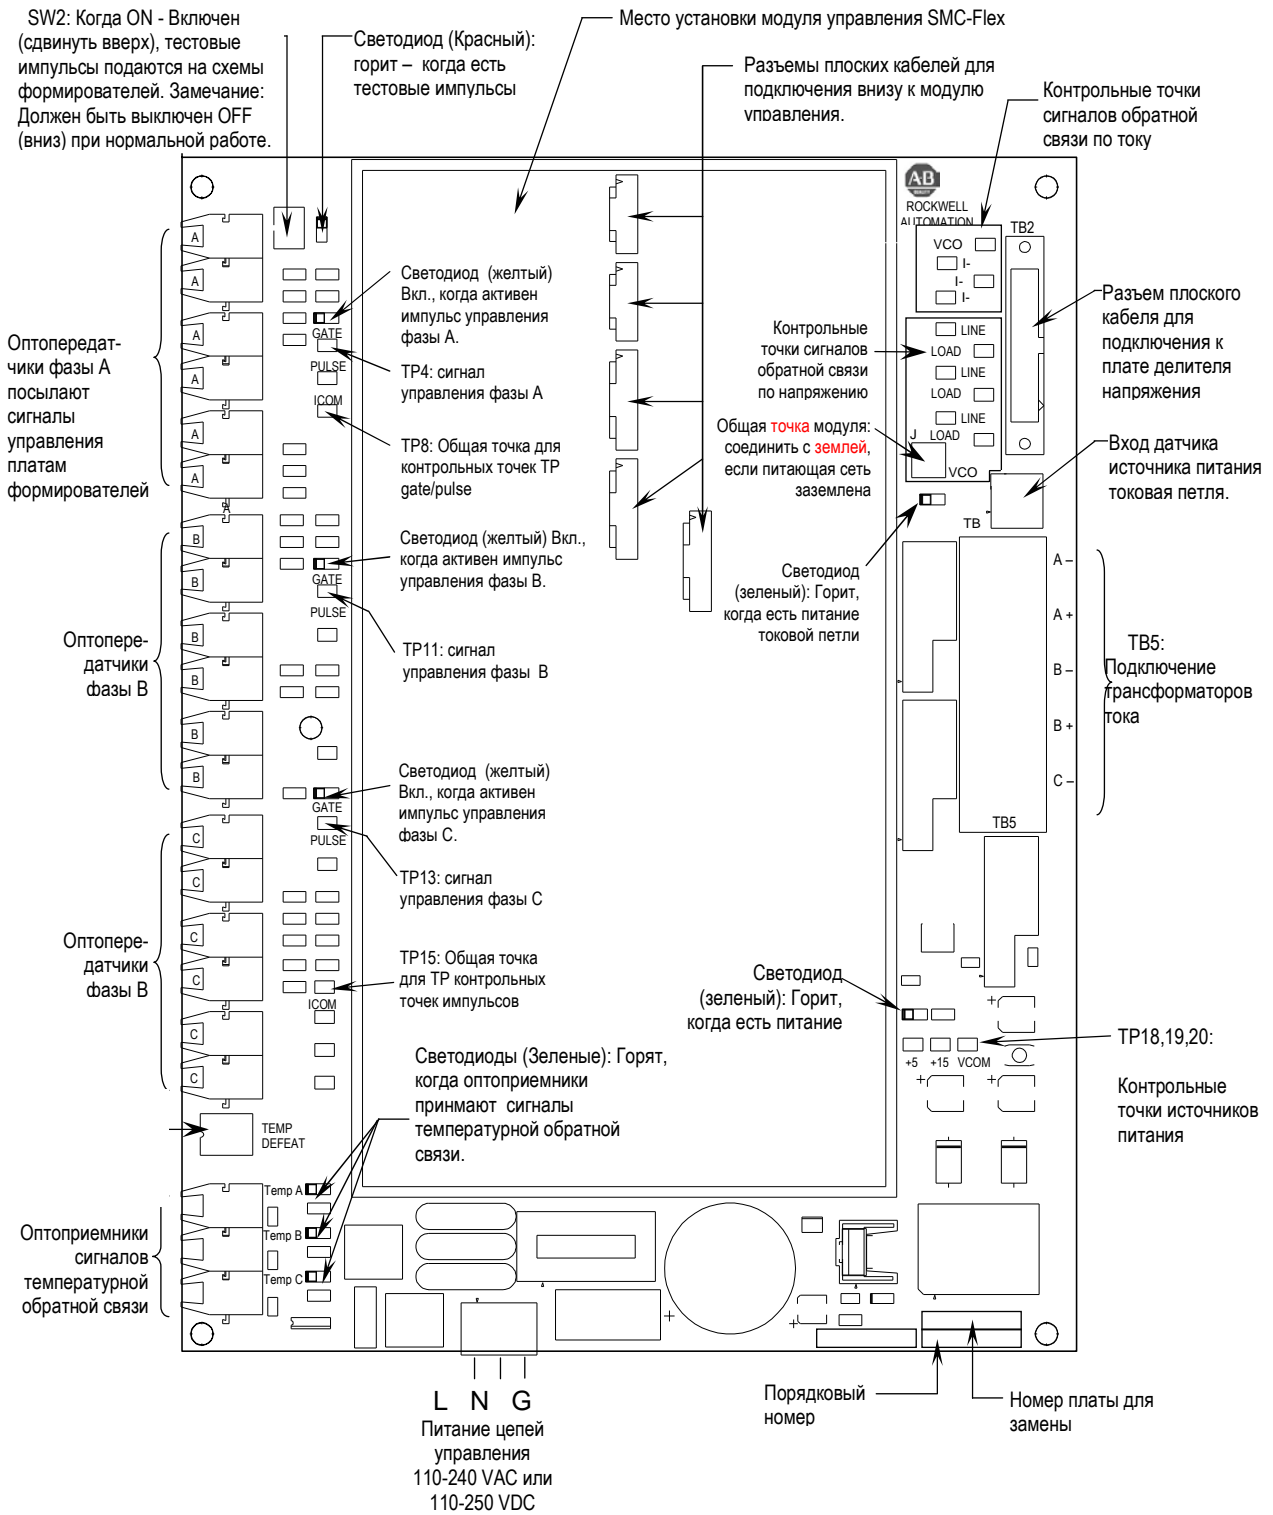 SW2: Когда ON - Включен
(сдвинуть вверх), тестовые
импульсы подаются на схемы
формирователей. Замечание:
Должен быть выключен OFF
(вниз) при нормальной работе.
Светодиод (Красный):
горит – когда есть
тестовые импульсы
Место установки модуля управления SMC-Flex
Разъемы плоских кабелей для
подключения внизу к модулю
управления.
Контрольные точки
сигналов обратной
связи по току
A-B
ROCKWELL
AUTOMATION
TB2
VCO
I-
I-
I-
LINE
LOAD
LINE
LOAD
LINE
J
LOAD
VCO
TB
Разъем плоского
кабеля для
подключения к
плате делителя
напряжения
Вход датчика
источника питания
токовая петля.
Контрольные
точки сигналов
обратной связи
по напряжению
Общая точка модуля:
соединить с землей,
если питающая сеть
заземлена
Светодиод
(зеленый): Горит,
когда есть питание
токовой петли
A –
A +
B –
B +
C –
TB5
TB5:
Подключение
трансформаторов
тока
A
A
A
A
A
A
A
B
B
B
B
B
B
C
C
C
C
C
C
Оптопередат-
чики фазы А
посылают
сигналы
управления
платам
формирователей
Светодиод (желтый)
Вкл., когда активен
импульс управления
фазы А.
GATE
PULSE
ICOM
TP4: сигнал
управления фазы А
TP8: Общая точка для
контрольных точек TP
gate/pulse
Светодиод (желтый) Вкл.,
когда активен импульс
управления фазы В.
GATE
PULSE
TP11: сигнал
управления фазы В
Оптопере-
датчики
фазы В
Светодиод (желтый)
Вкл., когда активен
импульс управления
фазы С.
GATE
PULSE
TP13: сигнал
управления фазы С
Оптопере-
датчики
фазы В
TP15: Общая точка
для TP контрольных
точек импульсов
ICOM
Светодиод
(зеленый): Горит,
когда есть питание
+5
+15
VCOM
TP18,19,20:
Контрольные
точки источников
питания
Светодиоды (Зеленые): Горят,
когда оптоприемники
принмают сигналы
температурной обратной
связи.
TEMP
DEFEAT
Temp A
Temp B
Temp C
Оптоприемники
сигналов
температурной
обратной связи
L N G
Питание цепей
управления
110-240 VAC или
110-250 VDC
Порядковый
номер
Номер платы для
замены